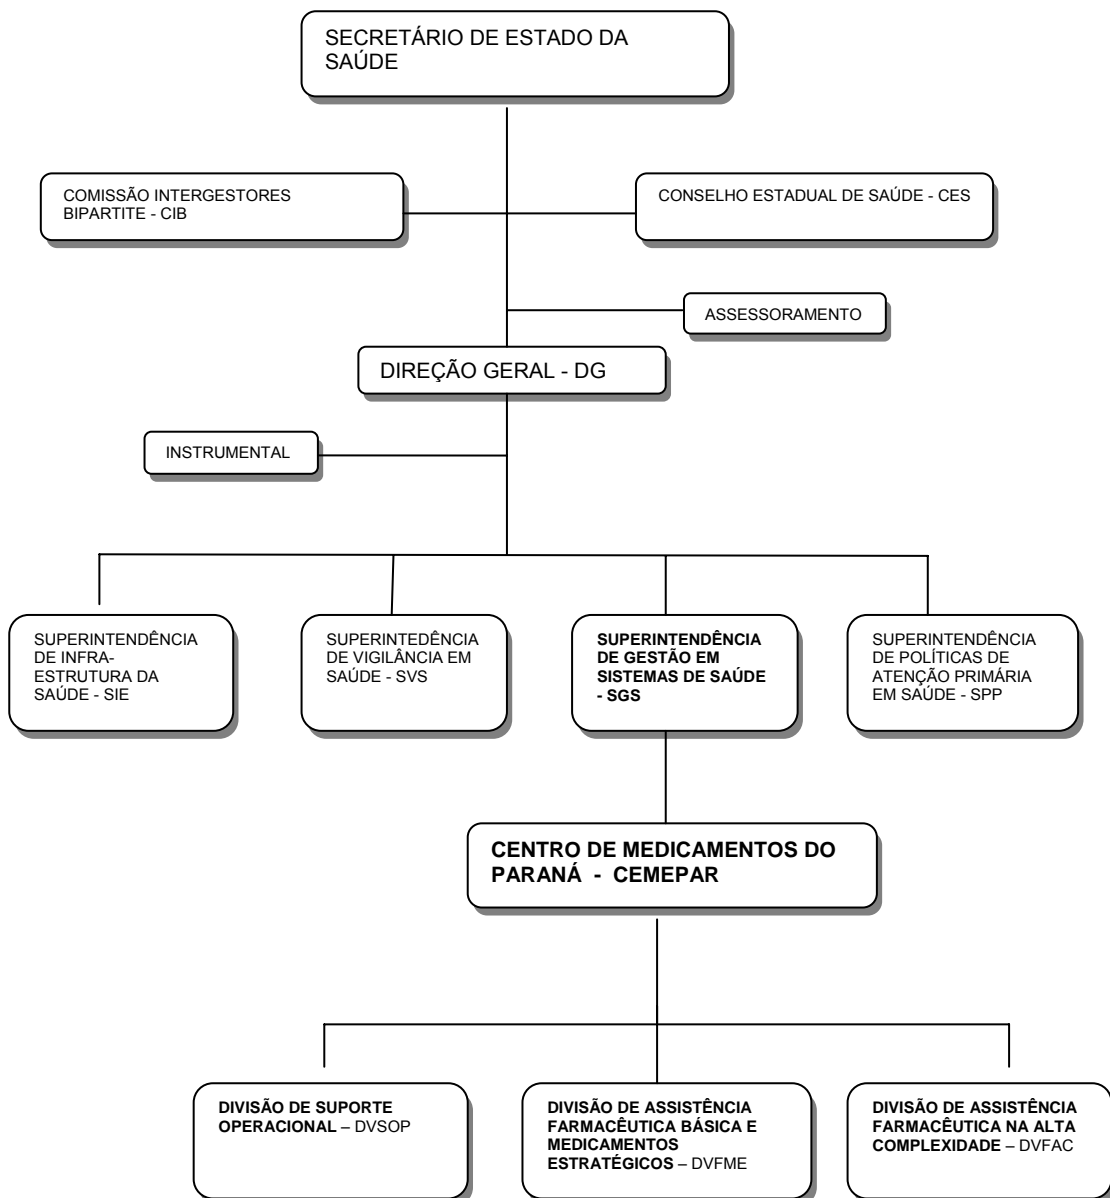 SECRETÁRIO DE ESTADO DA
SAÚDE
COMISSÃO INTERGESTORES
BIPARTITE - CIB
CONSELHO ESTADUAL DE SAÚDE - CES
ASSESSORAMENTO
DIREÇÃO GERAL - DG
INSTRUMENTAL
SUPERINTENDÊNCIA
DE INFRA-
ESTRUTURA DA
SAÚDE - SIE
SUPERINTEDÊNCIA
DE VIGILÂNCIA EM
SAÚDE - SVS
SUPERINTENDÊNCIA
DE GESTÃO EM
SISTEMAS DE SAÚDE
- SGS
SUPERINTENDÊNCIA
DE POLÍTICAS DE
ATENÇÃO PRIMÁRIA
EM SAÚDE - SPP
CENTRO DE MEDICAMENTOS DO
PARANÁ - CEMEPAR
DIVISÃO DE SUPORTE
OPERACIONAL – DVSOP
DIVISÃO DE ASSISTÊNCIA
FARMACÊUTICA BÁSICA E
MEDICAMENTOS
ESTRATÉGICOS – DVFME
DIVISÃO DE ASSISTÊNCIA
FARMACÊUTICA NA ALTA
COMPLEXIDADE – DVFAC